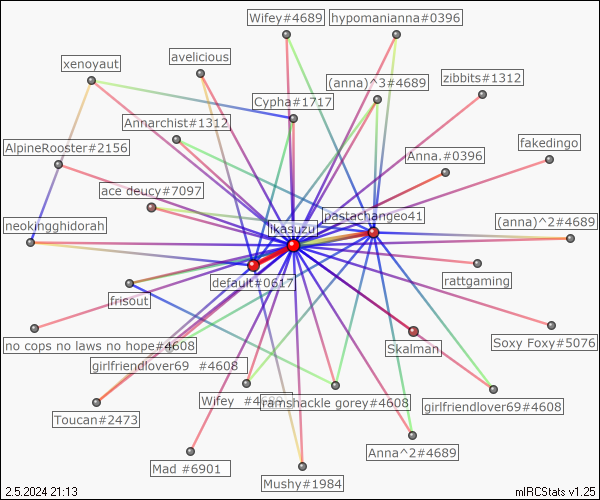 Wifey#4689
hypomanianna#0396
avelicious
xenoyaut
(anna)^3#4689
zibbits#1312
Cypha#1717
Annarchist#1312
fakedingo
AlpineRooster#2156
Anna.#0396
ace deucy#7097
pastachange041
(anna)^2#4689
neokingghidorah
ikasuzu
default#0617
rattgaming
frisout
no cops no laws no hope#4608
Skalman
Soxy Foxy#5076
girlfriendlover69 #4608
Wifey
ramshackle gorey#4608
girlfriendlover69#4608
Toucan#2473
Anna^2#4689
Mad #6901
Mushy#1984
2.5.2024 21:13
mIRCStats v1.25